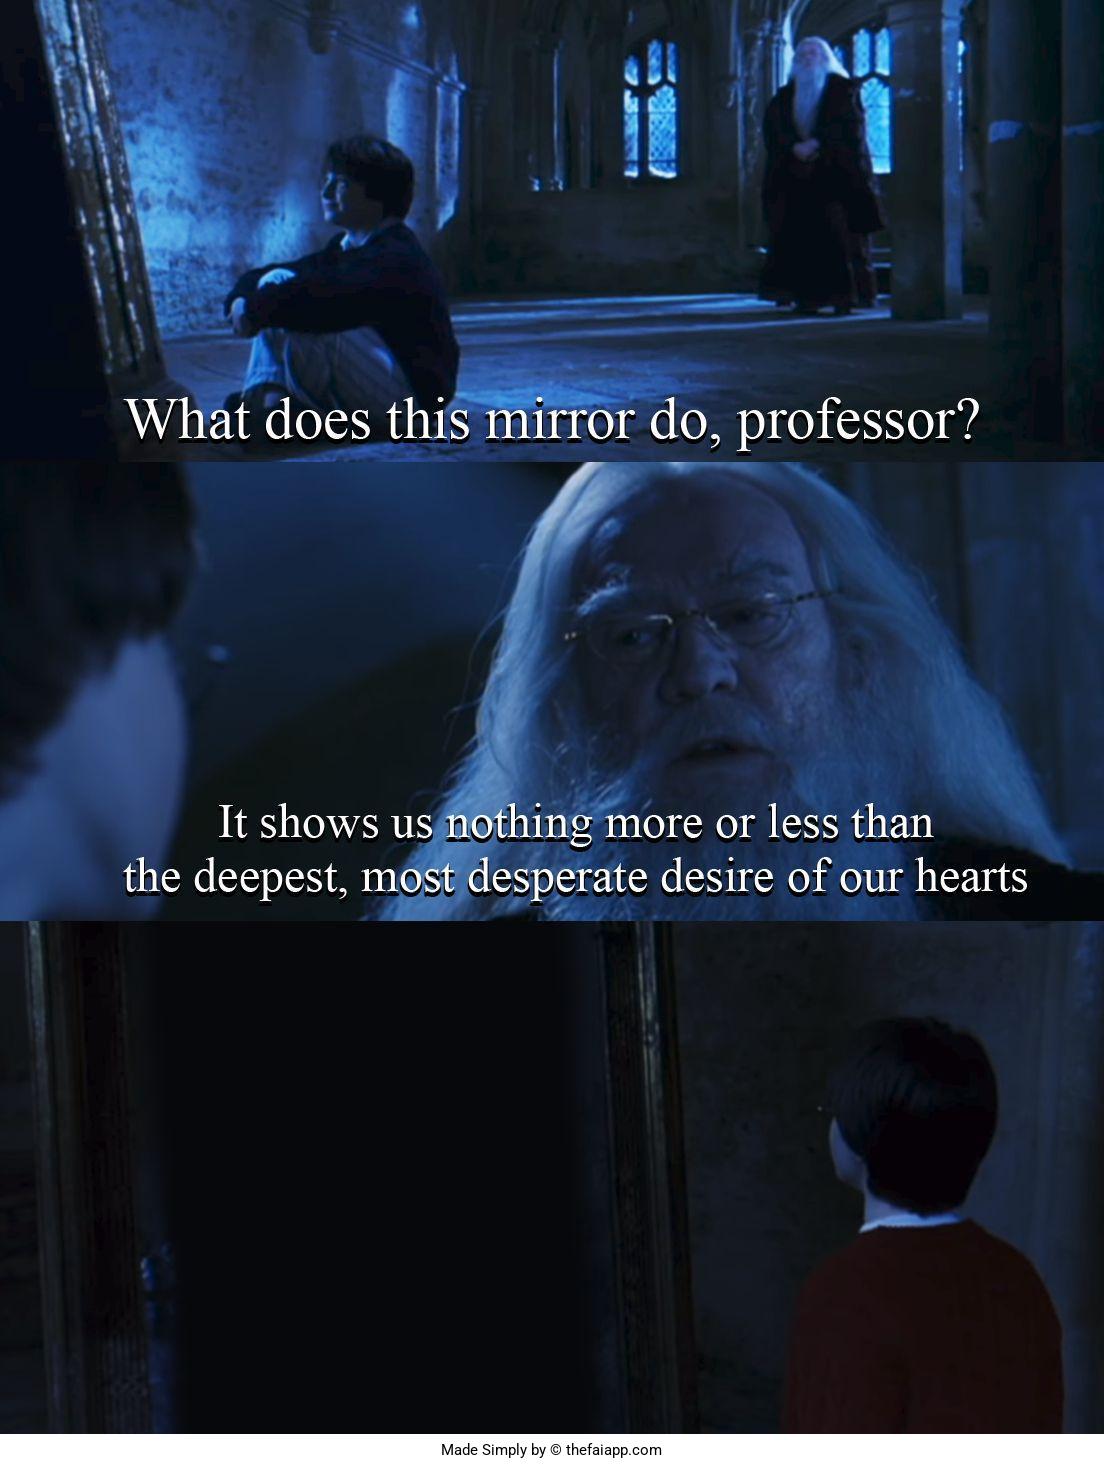 What does this mirror do, professor?
It shows us nothing more or less than
the deepest, most desperate desire of our hearts
Made Simply by © thefaiapp.com